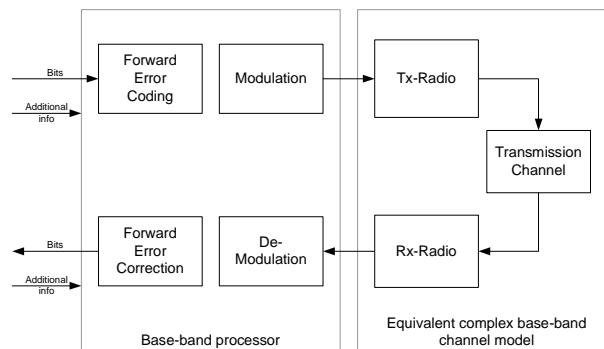 Bits
Additional
info
Forward
Error
Coding
Modulation
Tx-Radio
Transmission
Channel
Bits
Additional
info
Forward
Error
Correction
De-
Modulation
Rx-Radio
Base-band processor
Equivalent complex base-band
channel model